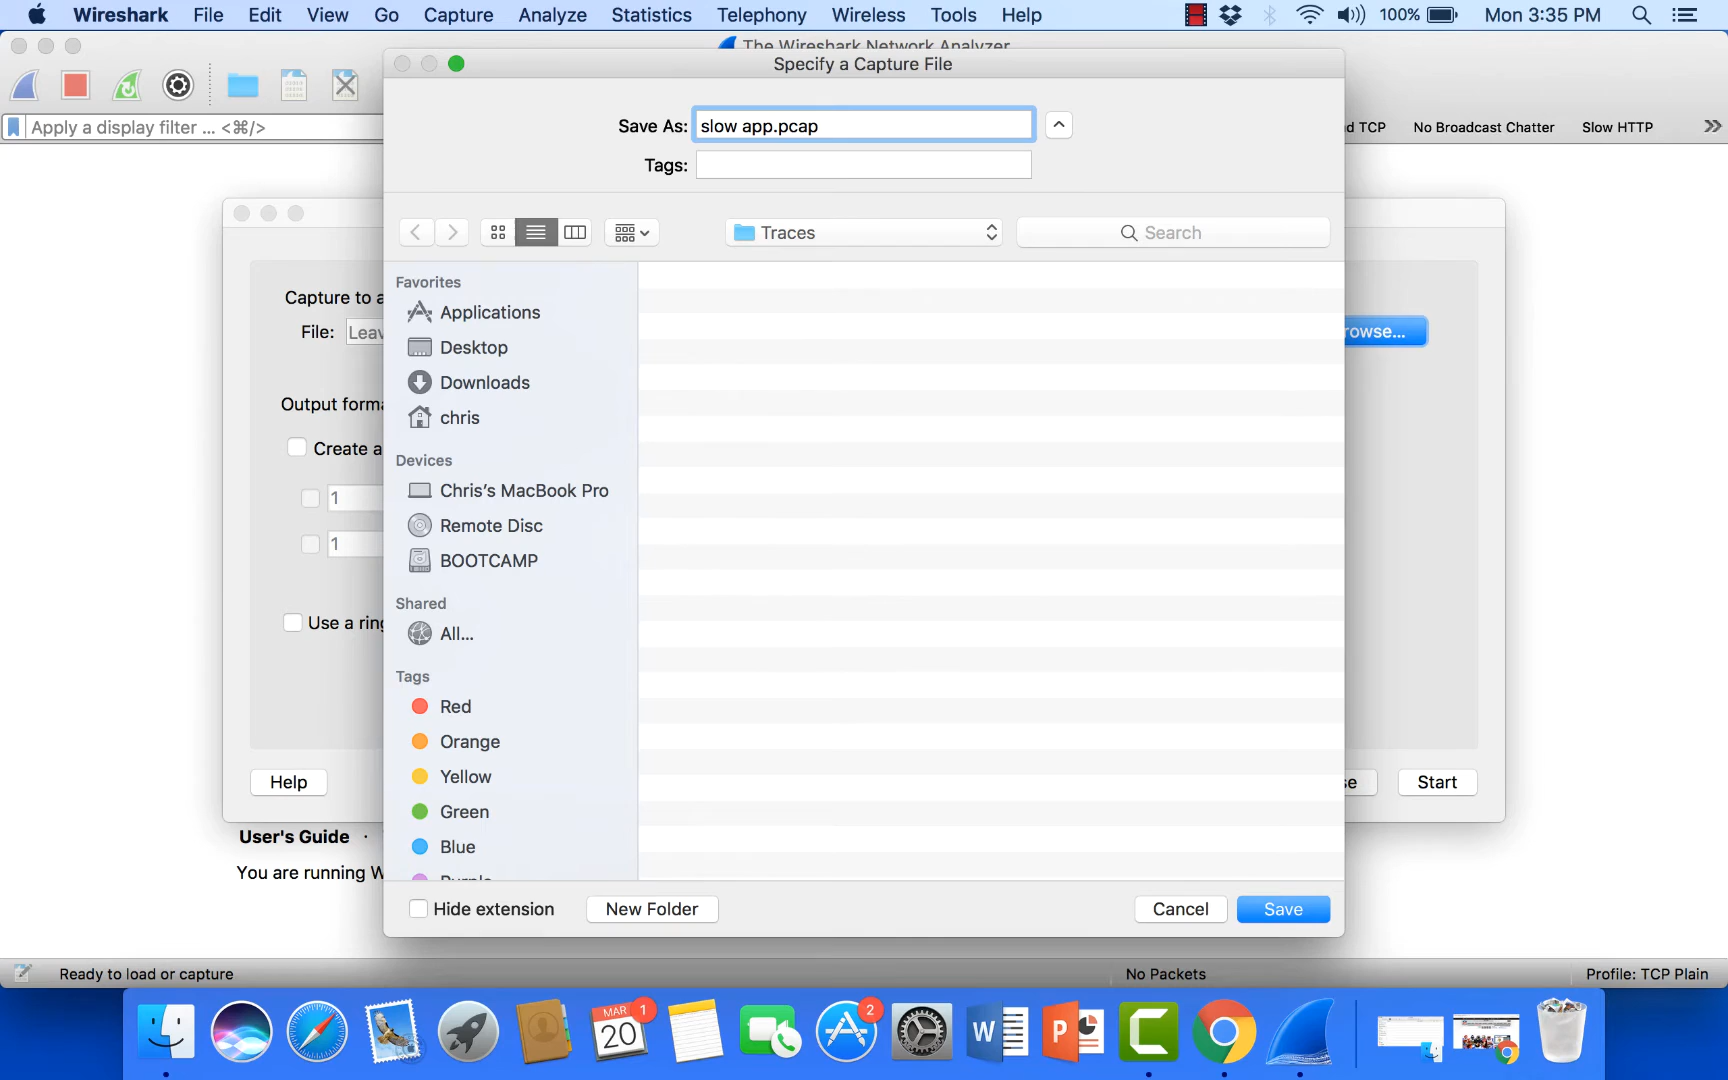 Wireshark File Edit View Go Capture Analyze Statistics Telephony Wireless Tools Help 100% Mon 3:35 PM
The Wireshark Network Analyzer
Specify a Capture File
Apply a display filter ... <⌘/>
d TCP No Broadcast Chatter Slow HTTP
Save As: slow app.pcap
Tags:
Traces
Search
Favorites
Applications
Desktop
Downloads
chris
Devices
Chris's MacBook Pro
Remote Disc
BOOTCAMP
Shared
All...
Tags
Red
Orange
Yellow
Green
Blue
Purple
Hide extension New Folder Cancel Save
Capture to a
File: Leav
rowse...
Output forma
Create a
1
1
Use a ring
Help
se Start
User's Guide ·
You are running W
Ready to load or capture No Packets Profile: TCP Plain
MAR 1
20
2
W
P
C